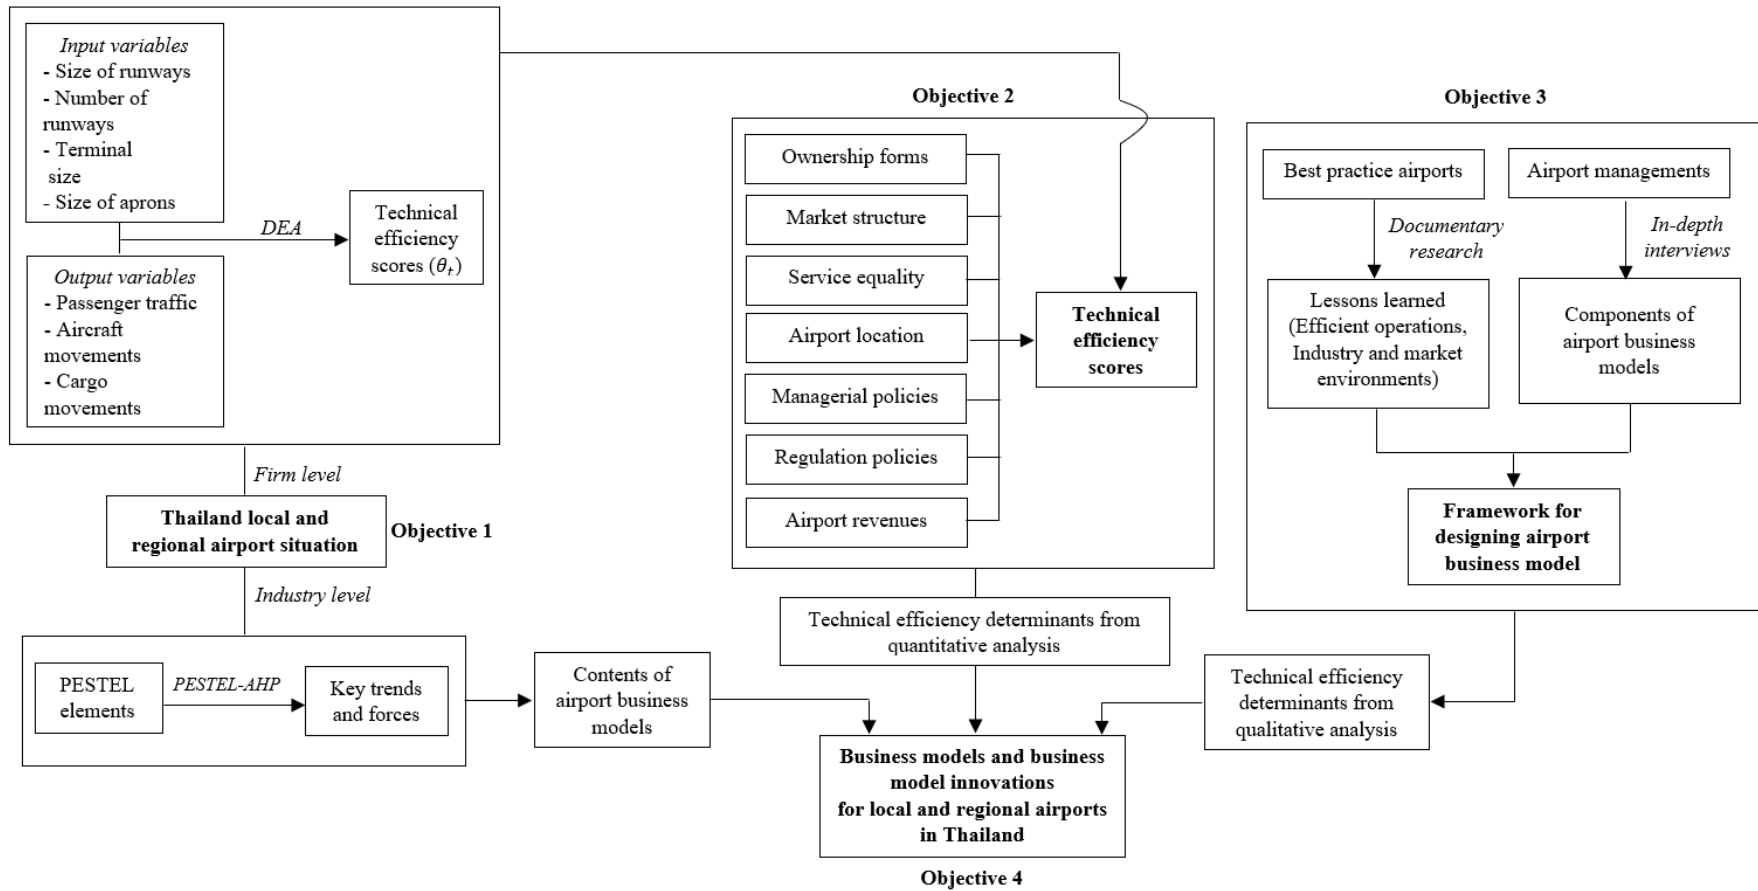 Input variables
- Size of runways
- Number of
runways
- Terminal
size
- Size of aprons
DEA
Technical
efficiency
scores (θₜ)
Output variables
- Passenger traffic
- Aircraft
movements
- Cargo
movements
Firm level
Thailand local and
regional airport situation
Objective 1
Industry level
PESTEL
elements
PESTEL-AHP
Key trends
and forces
Contents of
airport business
models
Objective 2
Ownership forms
Market structure
Service equality
Airport location
Managerial policies
Regulation policies
Airport revenues
Technical
efficiency
scores
Technical efficiency determinants from
quantitative analysis
Objective 3
Best practice airports
Airport managements
Documentary
research
In-depth
interviews
Lessons learned
(Efficient operations,
Industry and market
environments)
Components of
airport business
models
Framework for
designing airport
business model
Technical efficiency
determinants from
qualitative analysis
Business models and business
model innovations
for local and regional airports
in Thailand
Objective 4